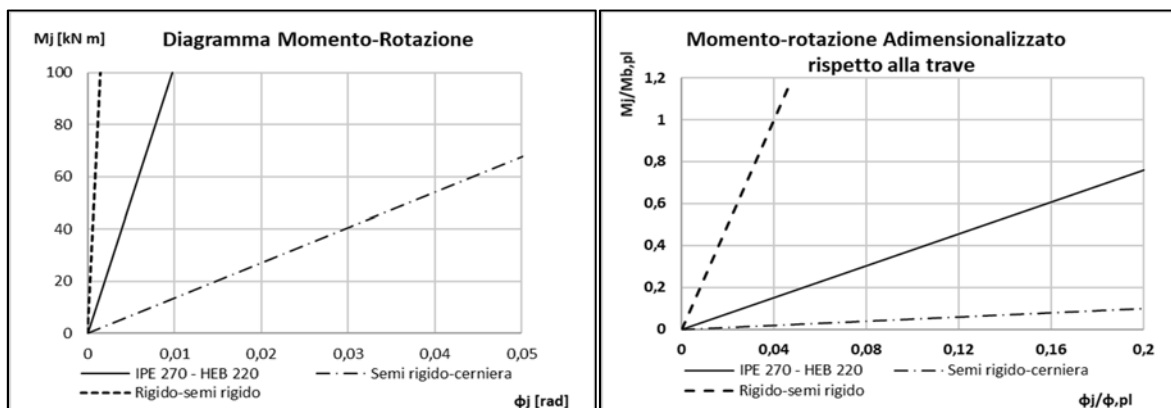 Mj [kN m]
Diagramma Momento-Rotazione
100
80
60
40
20
0
0 0,01 0,02 0,03 0,04 0,05
IPE 270 - HEB 220
Semi rigido-cerniera
Rigido-semi rigido
ϕj [rad]
Momento-rotazione Adimensionalizzato
rispetto alla trave
Mj/Mb,pl
1,2
1
0,8
0,6
0,4
0,2
0
0 0,04 0,08 0,12 0,16 0,2
IPE 270 - HEB 220
Semi rigido-cerniera
Rigido-semi rigido
ϕj/ϕ,pl